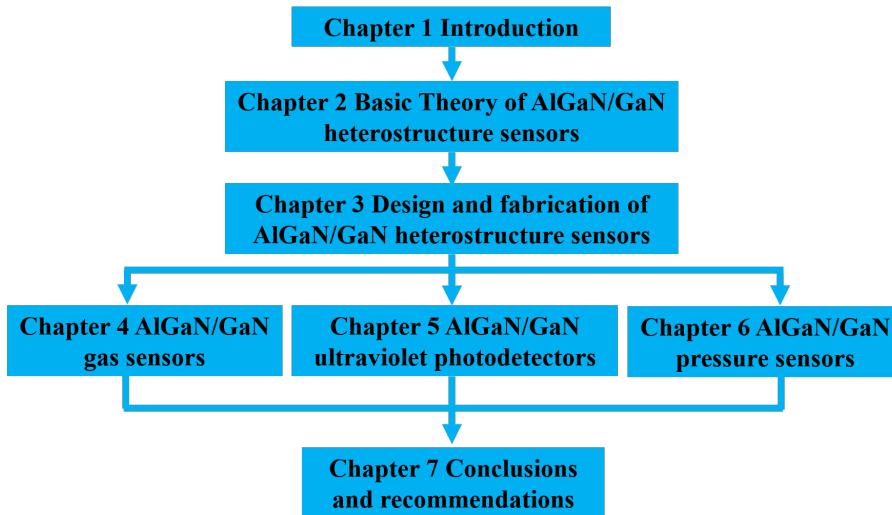 Chapter 1 Introduction
Chapter 2 Basic Theory of AlGaN/GaN
heterostructure sensors
Chapter 3 Design and fabrication of
AlGaN/GaN heterostructure sensors
Chapter 4 AlGaN/GaN
gas sensors
Chapter 5 AlGaN/GaN
ultraviolet photodetectors
Chapter 6 AlGaN/GaN
pressure sensors
Chapter 7 Conclusions
and recommendations